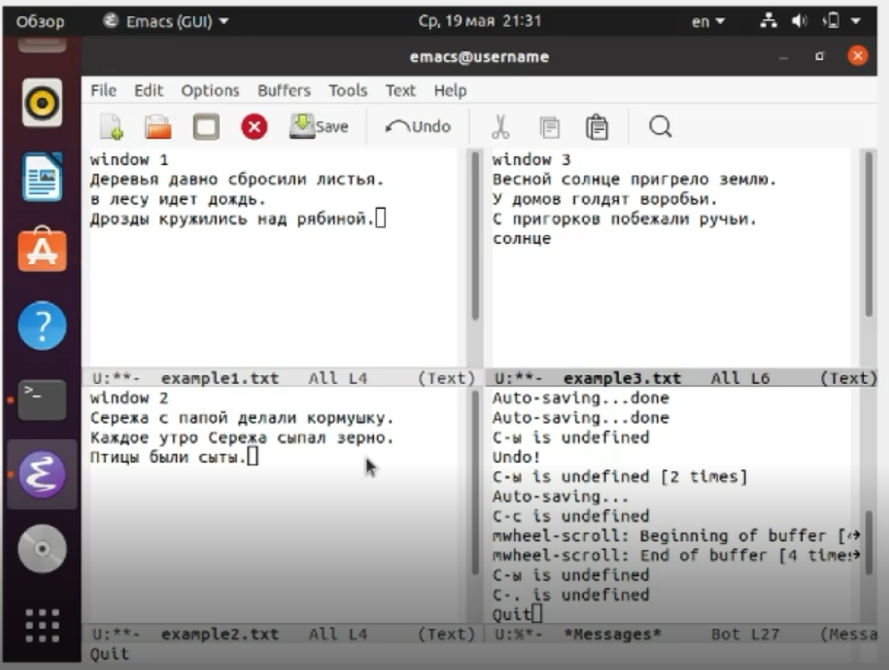 Обзор
Emacs (GUI)
Ср, 19 мая 21:31
en
emacs@username
File Edit Options Buffers Tools Text Help
Save
Undo
window 1
Деревья давно сбросили листья.
в лесу идет дождь.
Дрозды кружились над рябиной.
U:**- example1.txt All L4 (Text)
window 3
Весной солнце пригрело землю.
У домов голдят воробьи.
С пригорков побежали ручьи.
солнце
U:**- example3.txt All L6 (Text)
window 2
Сережа с папой делали кормушку.
Каждое утро Сережа сыпал зерно.
Птицы были сыты.
U:**- example2.txt All L4 (Text)
Auto-saving...done
Auto-saving...done
C-ы is undefined
Undo!
C-ы is undefined [2 times]
Auto-saving...
C-c is undefined
mwheel-scroll: Beginning of buffer [
mwheel-scroll: End of buffer [4 time
C-ы is undefined
C-. is undefined
Quit
U:%*- *Messages* Bot L27 (Messa
Quit